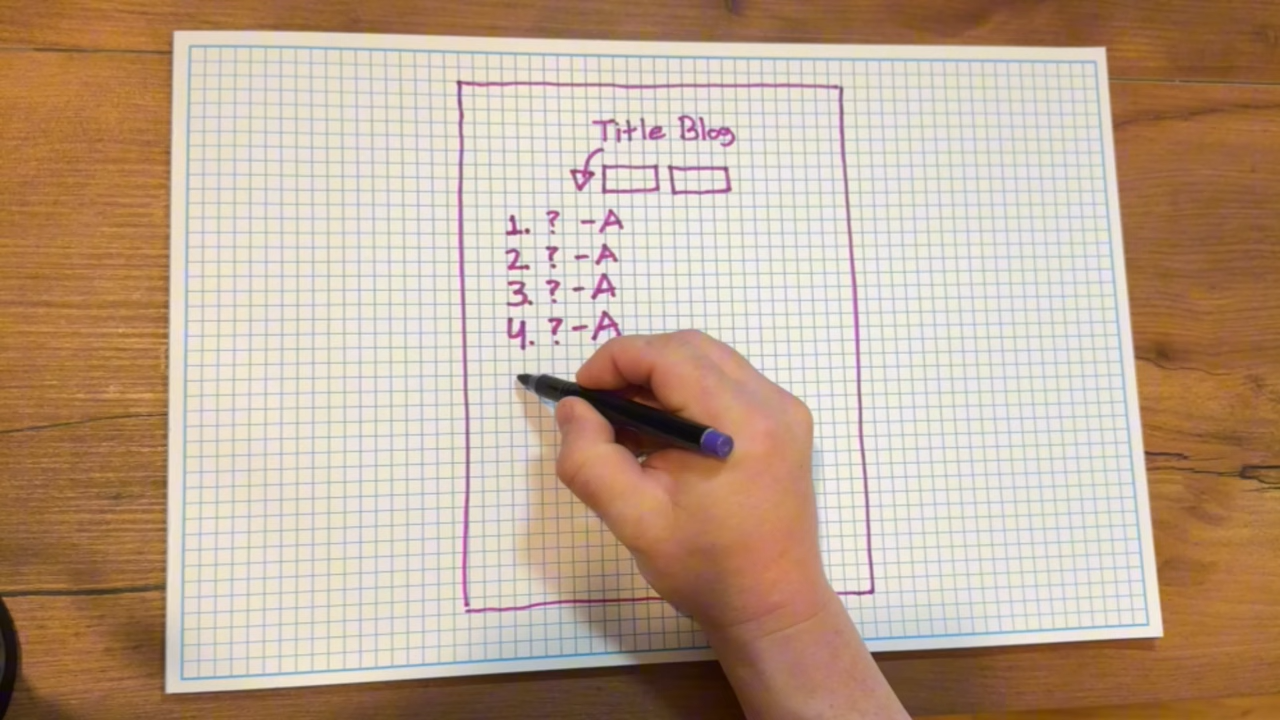 Title Blog
1. ? - A
2. ? - A
3. ? - A
4. ? - A